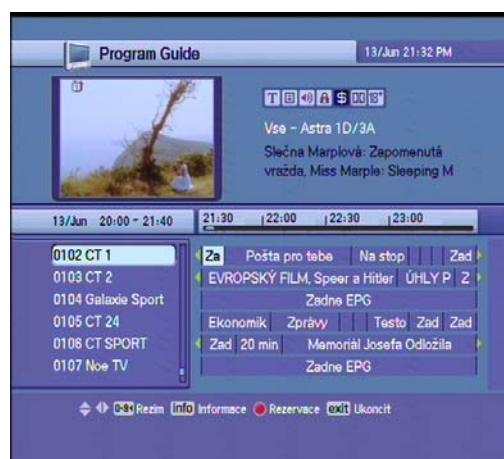 Program Guide
13/Jun 21:32 PM
T $ 18+
Vse - Astra 1D/3A
Slečna Marplová: Zapomenutá
vražda, Miss Marple: Sleeping M
13/Jun 20:00 ~ 21:40
21:30 22:00 22:30 23:00
0102 CT 1 Za Pošta pro tebe Na stop Zad
0103 CT 2 EVROPSKÝ FILM, Speer a Hitler ÚHLY P Z
0104 Galaxie Sport Zadne EPG
0105 CT 24 Ekonomik Zprávy Testo Zad Zad
0106 CT SPORT Zad 20 min Memoriál Josefa Odložila
0107 Noe TV Zadne EPG
0-9+ Rezim info Informace Rezervace exit Ukoncit